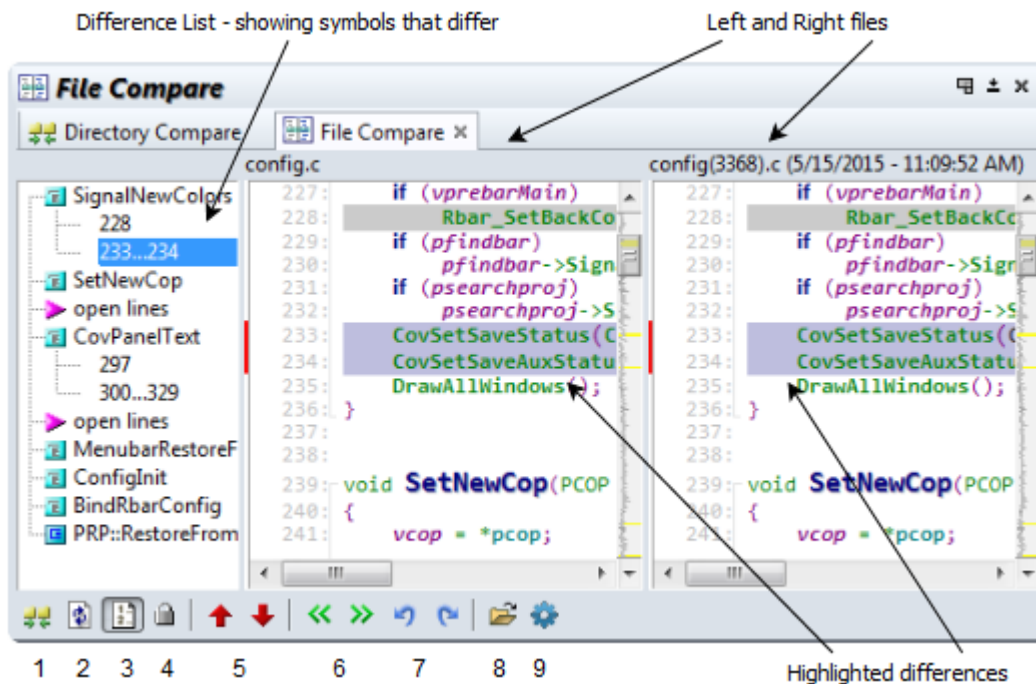 Difference List - showing symbols that differ
Left and Right files
File Compare
Directory Compare
File Compare
config.c
config(3368).c (5/15/2015 - 11:09:52 AM)
SignalNewColors
228
233...234
SetNewCop
open lines
CovPanelText
297
300...329
open lines
MenubarRestoreF
ConfigInit
BindRbarConfig
PRP::RestoreFrom
227: if (vprebarMain)
228: Rbar_SetBackCo
229: if (pfindbar)
230: pfindbar->Sign
231: if (psearchproj)
232: psearchproj->S
233: CovSetSaveStatus(C
234: CovSetSaveAuxStatu
235: DrawAllWindows();
236: }
237:
238:
239: void SetNewCop(PCOP
240: {
241: vcop = *pcop;
227: if (vprebarMain)
228: Rbar_SetBackCc
229: if (pfindbar)
230: pfindbar->Sigr
231: if (psearchproj)
232: psearchproj->S
233: CovSetSaveStatus(C
234: CovSetSaveAuxStatu
235: DrawAllWindows();
236: }
237:
238:
239: void SetNewCop(PCOP
240: {
241: vcop = *pcop;
1 2 3 4 5 6 7 8 9
Highlighted differences